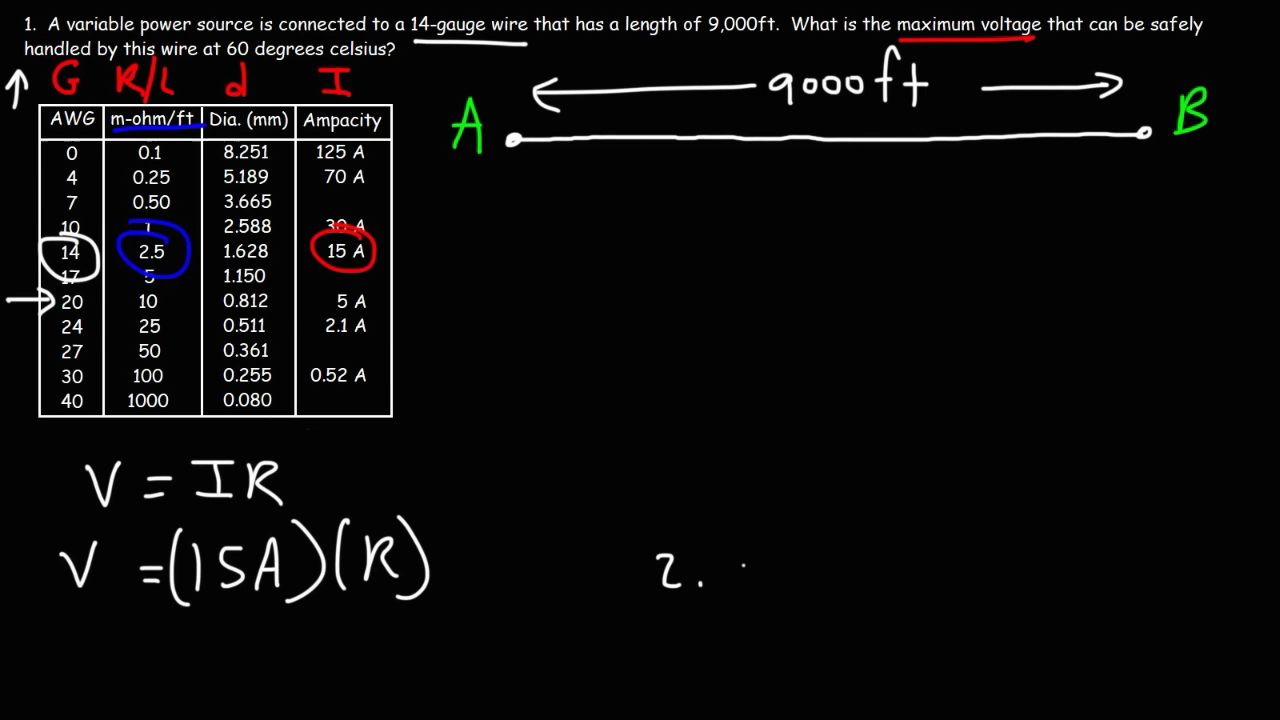 1. A variable power source is connected to a 14-gauge wire that has a length of 9,000ft. What is the maximum voltage that can be safely
handled by this wire at 60 degrees celsius?
G R/L d I
AWG m-ohm/ft Dia. (mm) Ampacity
0 0.1 8.251 125 A
4 0.25 5.189 70 A
7 0.50 3.665
10 1 2.588 30 A
14 2.5 1.628 15 A
17 5 1.150
20 10 0.812 5 A
24 25 0.511 2.1 A
27 50 0.361
30 100 0.255 0.52 A
40 1000 0.080
9000ft
A B
V = IR
V = (15A)(R)
2.